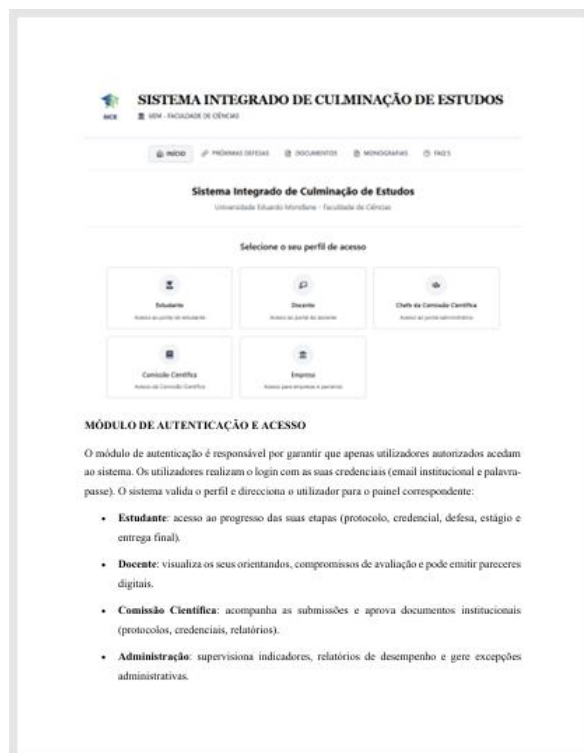 SISTEMA INTEGRADO DE CULMINAÇÃO DE ESTUDOS
UEM - FACULDADE DE CIÊNCIAS
INÍCIO PRÓXIMAS DEFESAS DOCUMENTOS MONOGRAFIAS FAQ'S
Sistema Integrado de Culminação de Estudos
Universidade Eduardo Mondlane - Faculdade de Ciências
Selecione o seu perfil de acesso
Estudante Docente Chefe da Comissão Científica
Acesso ao portal do estudante Acesso ao portal do docente Acesso ao portal administrativo
Comissão Científica Empresa
Acesso da Comissão Científica Acesso para empresas e parceiros
MÓDULO DE AUTENTICAÇÃO E ACESSO
O módulo de autenticação é responsável por garantir que apenas utilizadores autorizados acedam
ao sistema. Os utilizadores realizam o login com as suas credenciais (email institucional e palavra-
passe). O sistema valida o perfil e direcciona o utilizador para o painel correspondente:
• Estudante: acesso ao progresso das suas etapas (protocolo, credencial, defesa, estágio e
entrega final).
• Docente: visualiza os seus orientandos, compromissos de avaliação e pode emitir pareceres
digitais.
• Comissão Científica: acompanha as submissões e aprova documentos institucionais
(protocolos, credenciais, relatórios).
• Administração: supervisiona indicadores, relatórios de desempenho e gere excepções
administrativas.